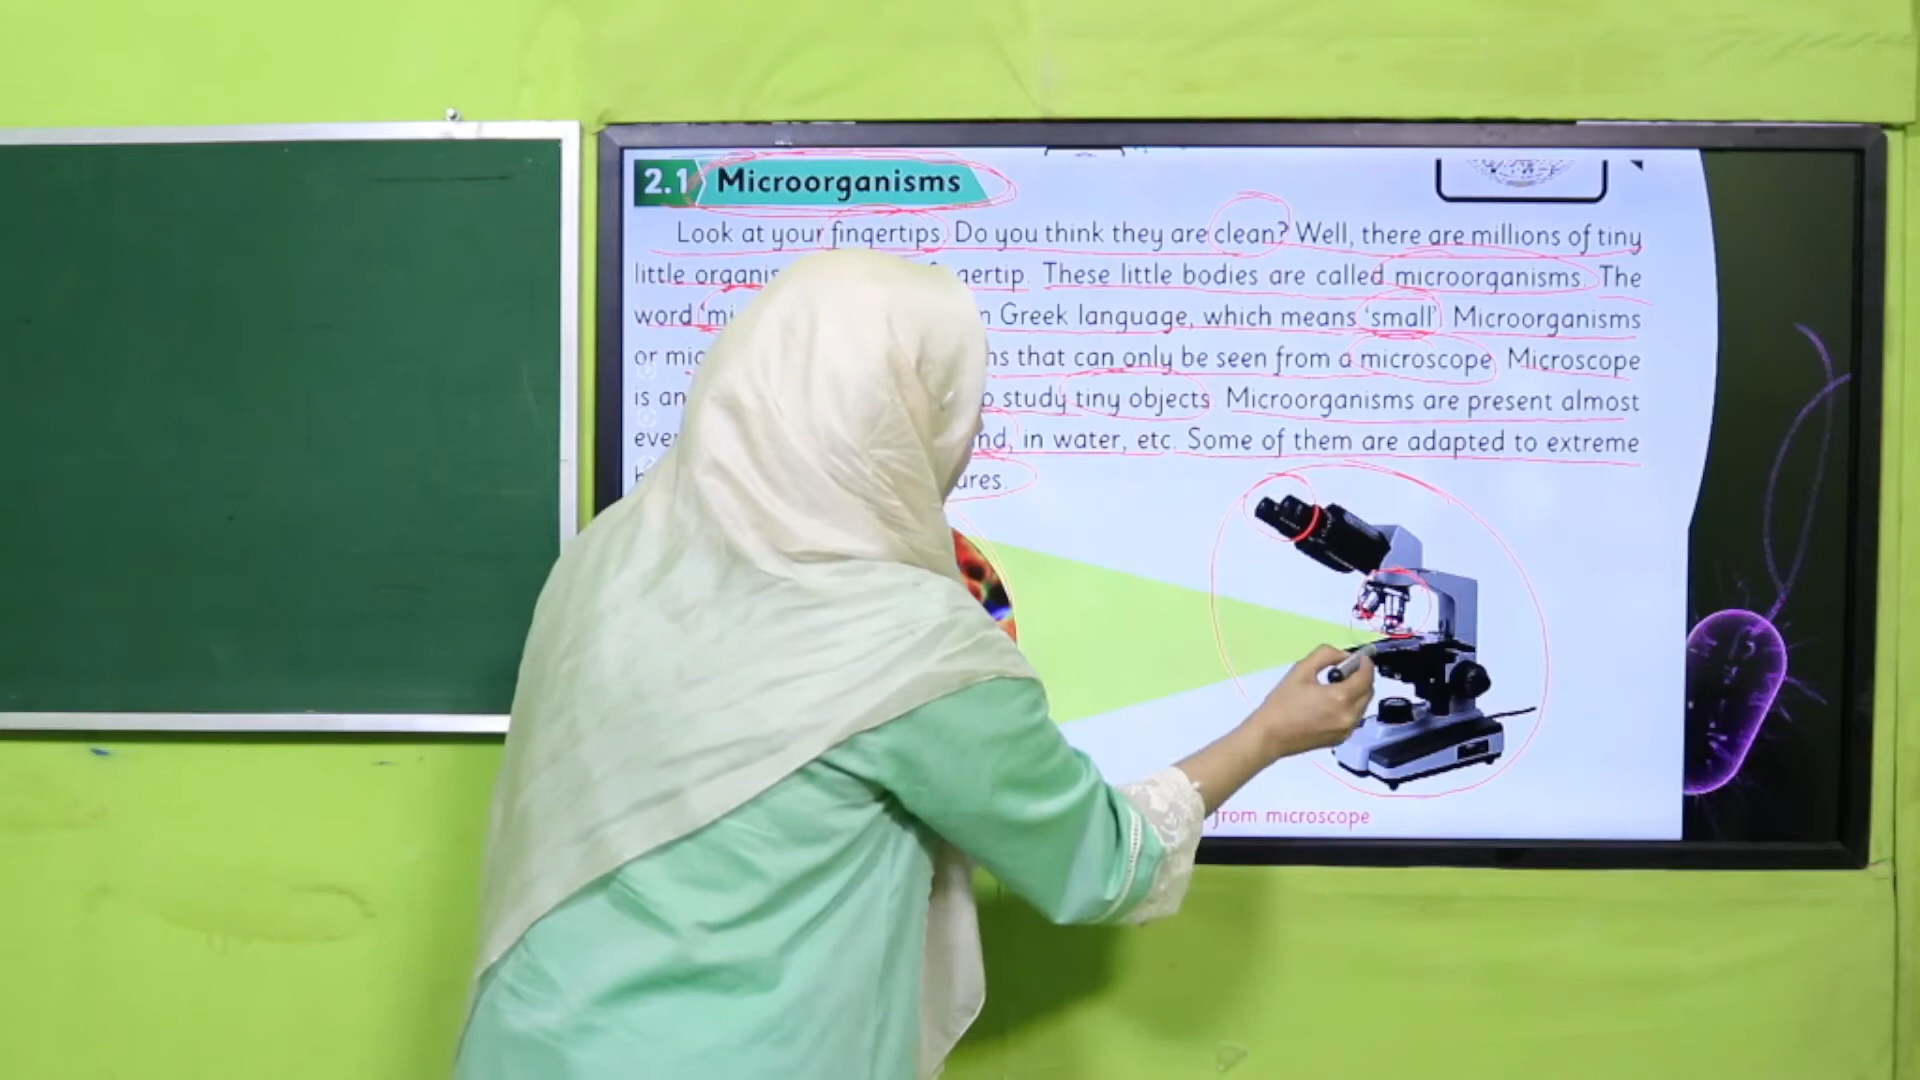 2.1 Microorganisms
Look at your fingertips. Do you think they are clean? Well, there are millions of tiny
little gertip. These little bodies are called microorganisms. The
word 'mi n Greek language, which means 'small'. Microorganisms
or that can only be seen from a microscope. Microscope
is an study tiny objects. Microorganisms are present almost
in water, etc. Some of them are adapted to extreme
ures.
from microscope